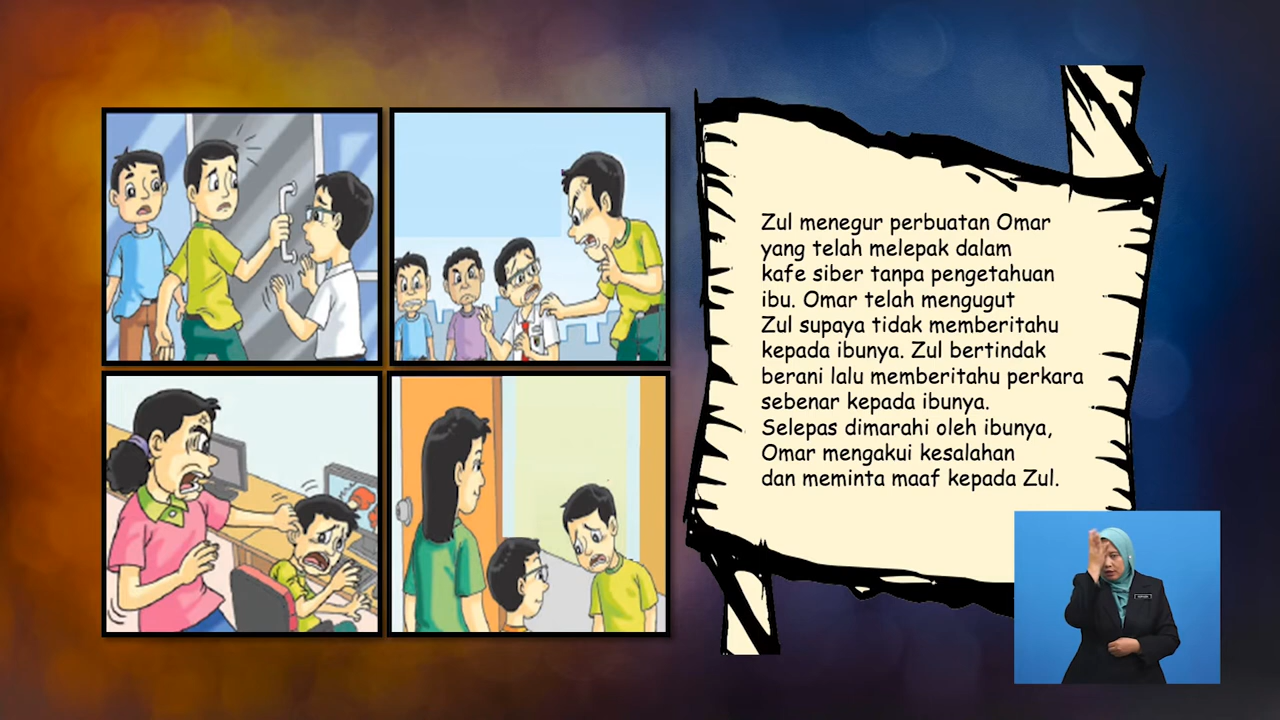 Zul menegur perbuatan Omar
yang telah melepak dalam
kafe siber tanpa pengetahuan
ibu. Omar telah mengugut
Zul supaya tidak memberitahu
kepada ibunya. Zul bertindak
berani lalu memberitahu perkara
sebenar kepada ibunya.
Selepas dimarahi oleh ibunya,
Omar mengakui kesalahan
dan meminta maaf kepada Zul.